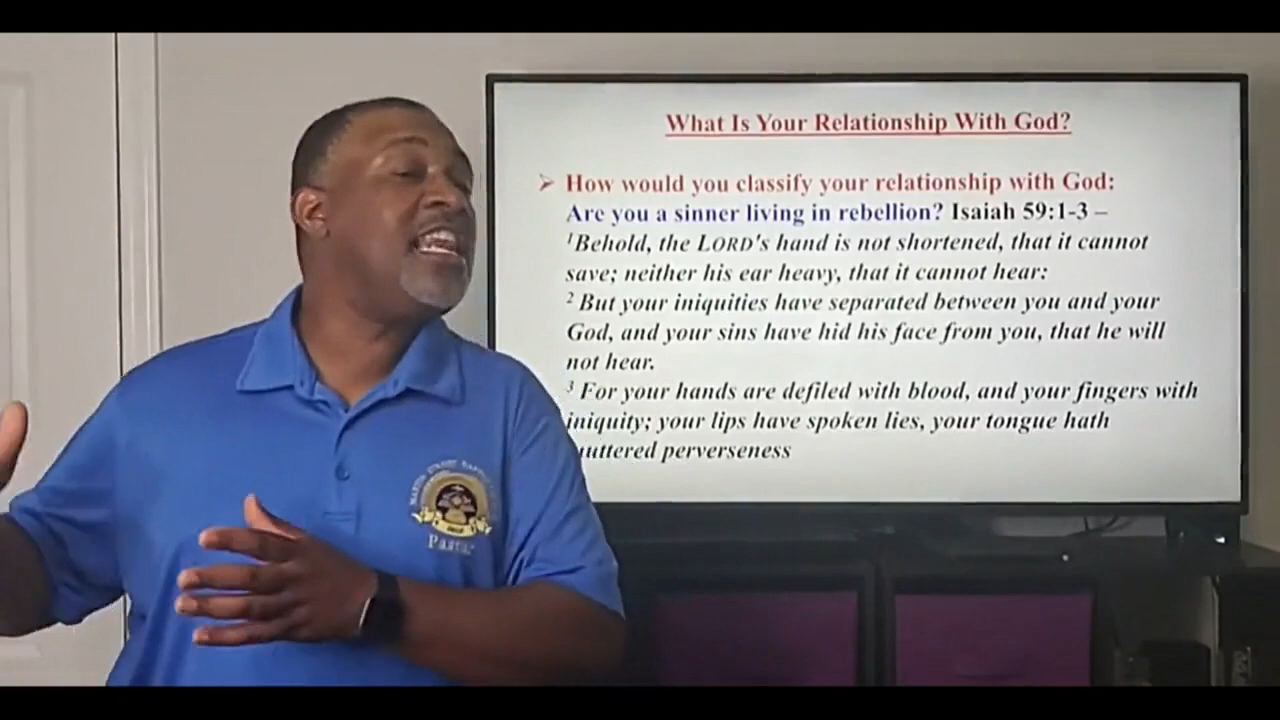 What Is Your Relationship With God?
➢ How would you classify your relationship with God:
Are you a sinner living in rebellion? Isaiah 59:1-3 –
1Behold, the LORD's hand is not shortened, that it cannot
save; neither his ear heavy, that it cannot hear:
2 But your iniquities have separated between you and your
God, and your sins have hid his face from you, that he will
not hear.
3 For your hands are defiled with blood, and your fingers with
iniquity; your lips have spoken lies, your tongue hath
uttered perverseness
Pastor